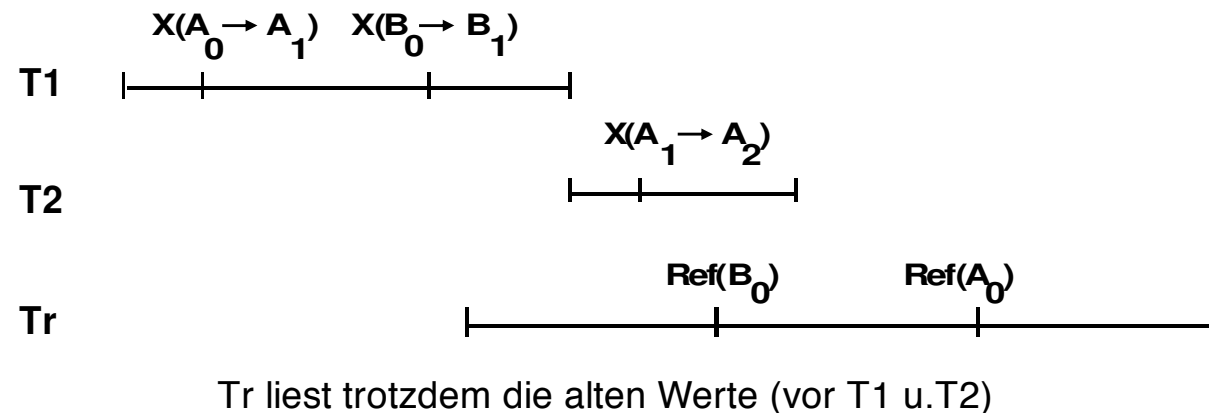 X(A0 → A1) X(B0 → B1)
T1
X(A1 → A2)
T2
Ref(B0) Ref(A0)
Tr
Tr liest trotzdem die alten Werte (vor T1 u.T2)